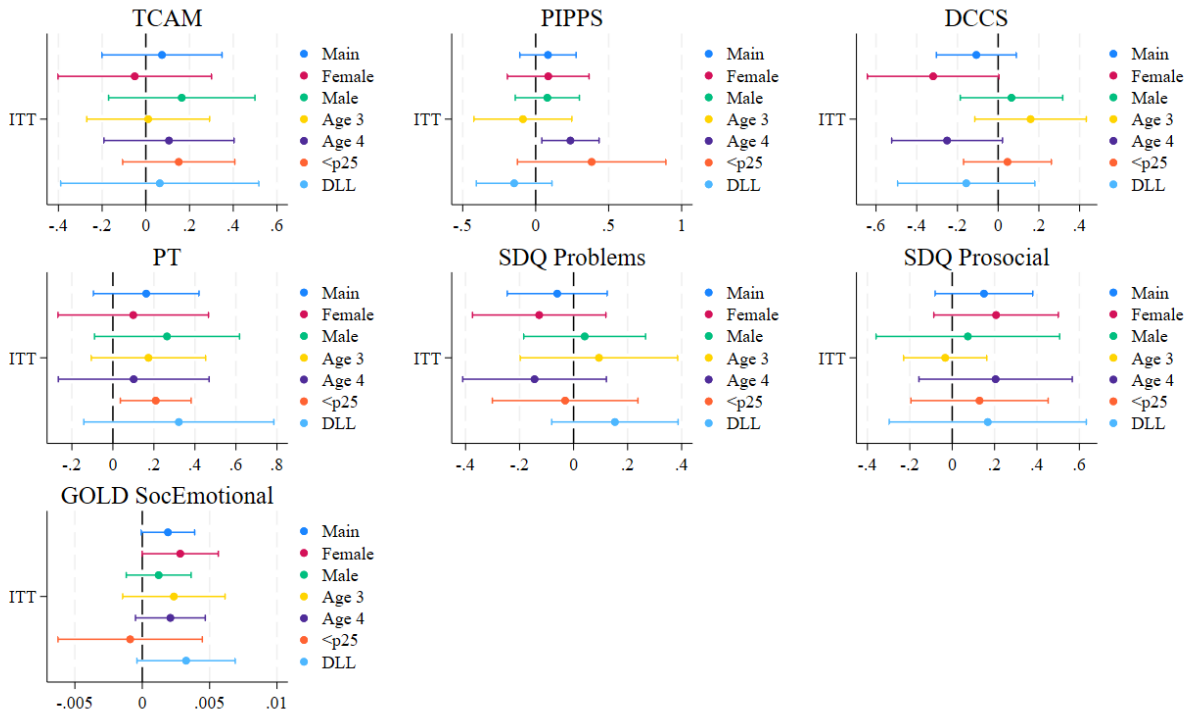 TCAM
ITT
Main
Female
Male
Age 3
Age 4
<p25
DLL
-.4 -.2 0 .2 .4 .6
PIPPS
ITT
Main
Female
Male
Age 3
Age 4
<p25
DLL
-.5 0 .5 1
DCCS
ITT
Main
Female
Male
Age 3
Age 4
<p25
DLL
-.6 -.4 -.2 0 .2 .4
PT
ITT
Main
Female
Male
Age 3
Age 4
<p25
DLL
-.2 0 .2 .4 .6 .8
SDQ Problems
ITT
Main
Female
Male
Age 3
Age 4
<p25
DLL
-.4 -.2 0 .2 .4
SDQ Prosocial
ITT
Main
Female
Male
Age 3
Age 4
<p25
DLL
-.4 -.2 0 .2 .4 .6
GOLD SocEmotional
ITT
Main
Female
Male
Age 3
Age 4
<p25
DLL
-.005 0 .005 .01